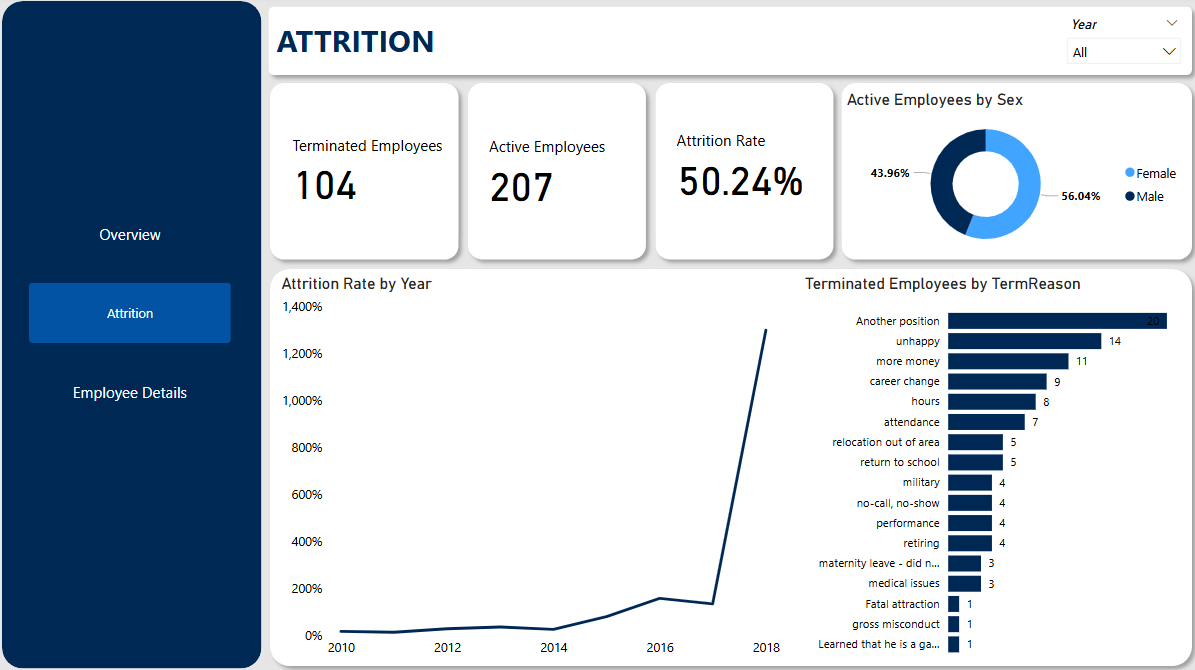 ATTRITION
Year
All
Overview
Attrition
Employee Details
Terminated Employees
104
Active Employees
207
Attrition Rate
50.24%
Active Employees by Sex
43.96%
56.04%
Female
Male
Attrition Rate by Year
1,400%
1,200%
1,000%
800%
600%
400%
200%
0%
2010 2012 2014 2016 2018
Terminated Employees by TermReason
Another position 20
unhappy 14
more money 11
career change 9
hours 8
attendance 7
relocation out of area 5
return to school 5
military 4
no-call, no-show 4
performance 4
retiring 4
maternity leave - did n... 3
medical issues 3
Fatal attraction 1
gross misconduct 1
Learned that he is a ga... 1